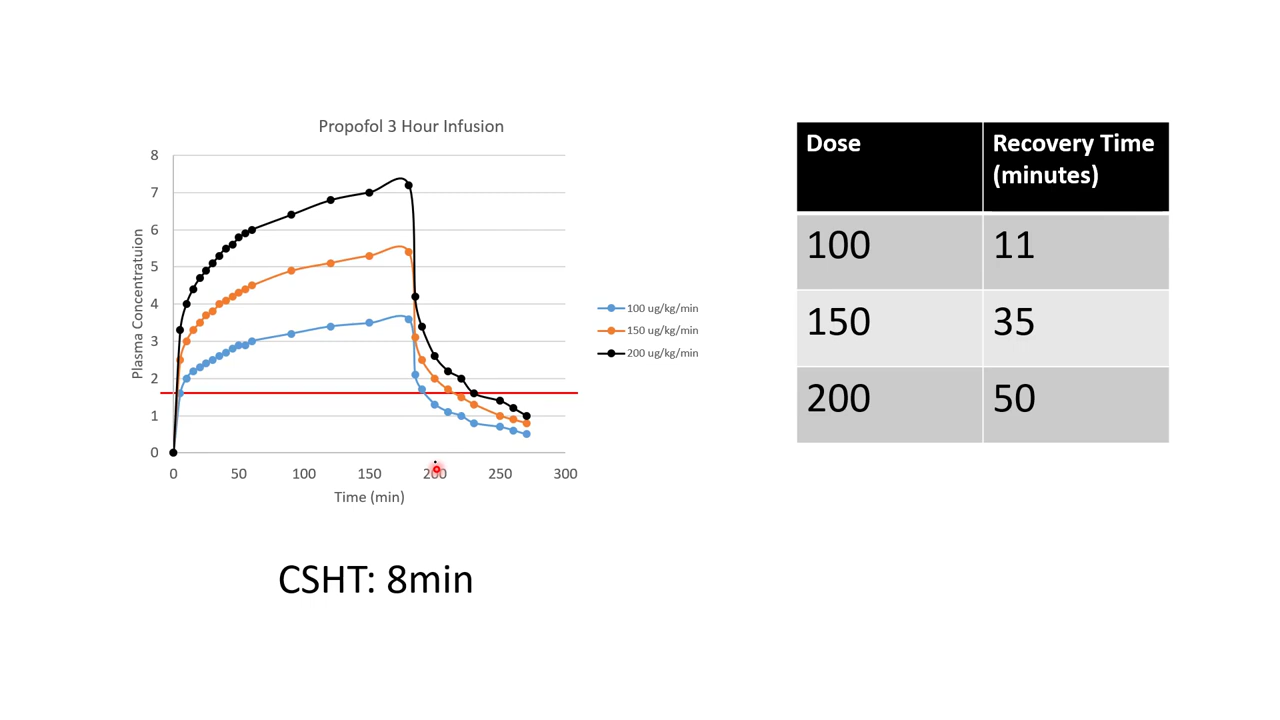 Propofol 3 Hour Infusion
8
7
6
5
4
3
2
1
0
Plasma Concentratuion
0 50 100 150 200 250 300
Time (min)
100 ug/kg/min
150 ug/kg/min
200 ug/kg/min
CSHT: 8min
Dose Recovery Time
(minutes)
100 11
150 35
200 50